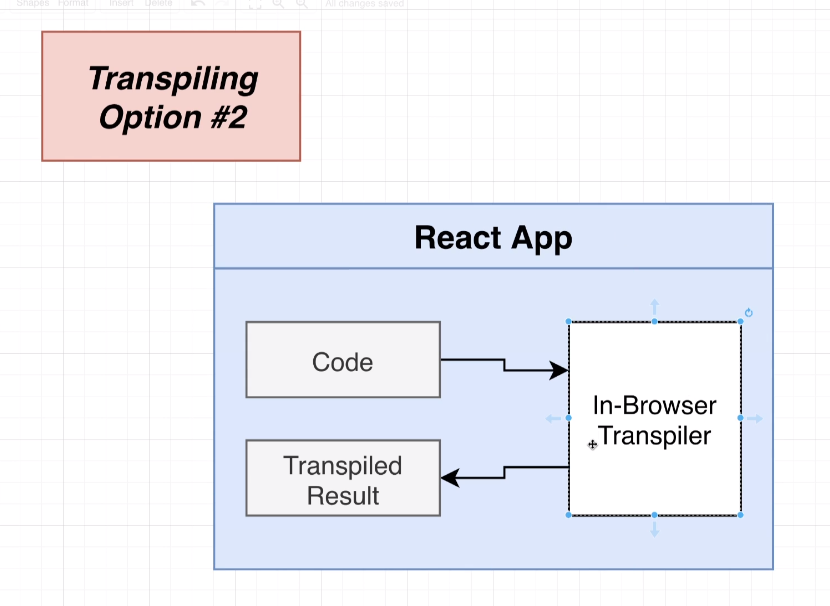 Shapes Format Insert Delete All changes saved
Transpiling
Option #2
React App
Code
In-Browser
Transpiler
Transpiled
Result